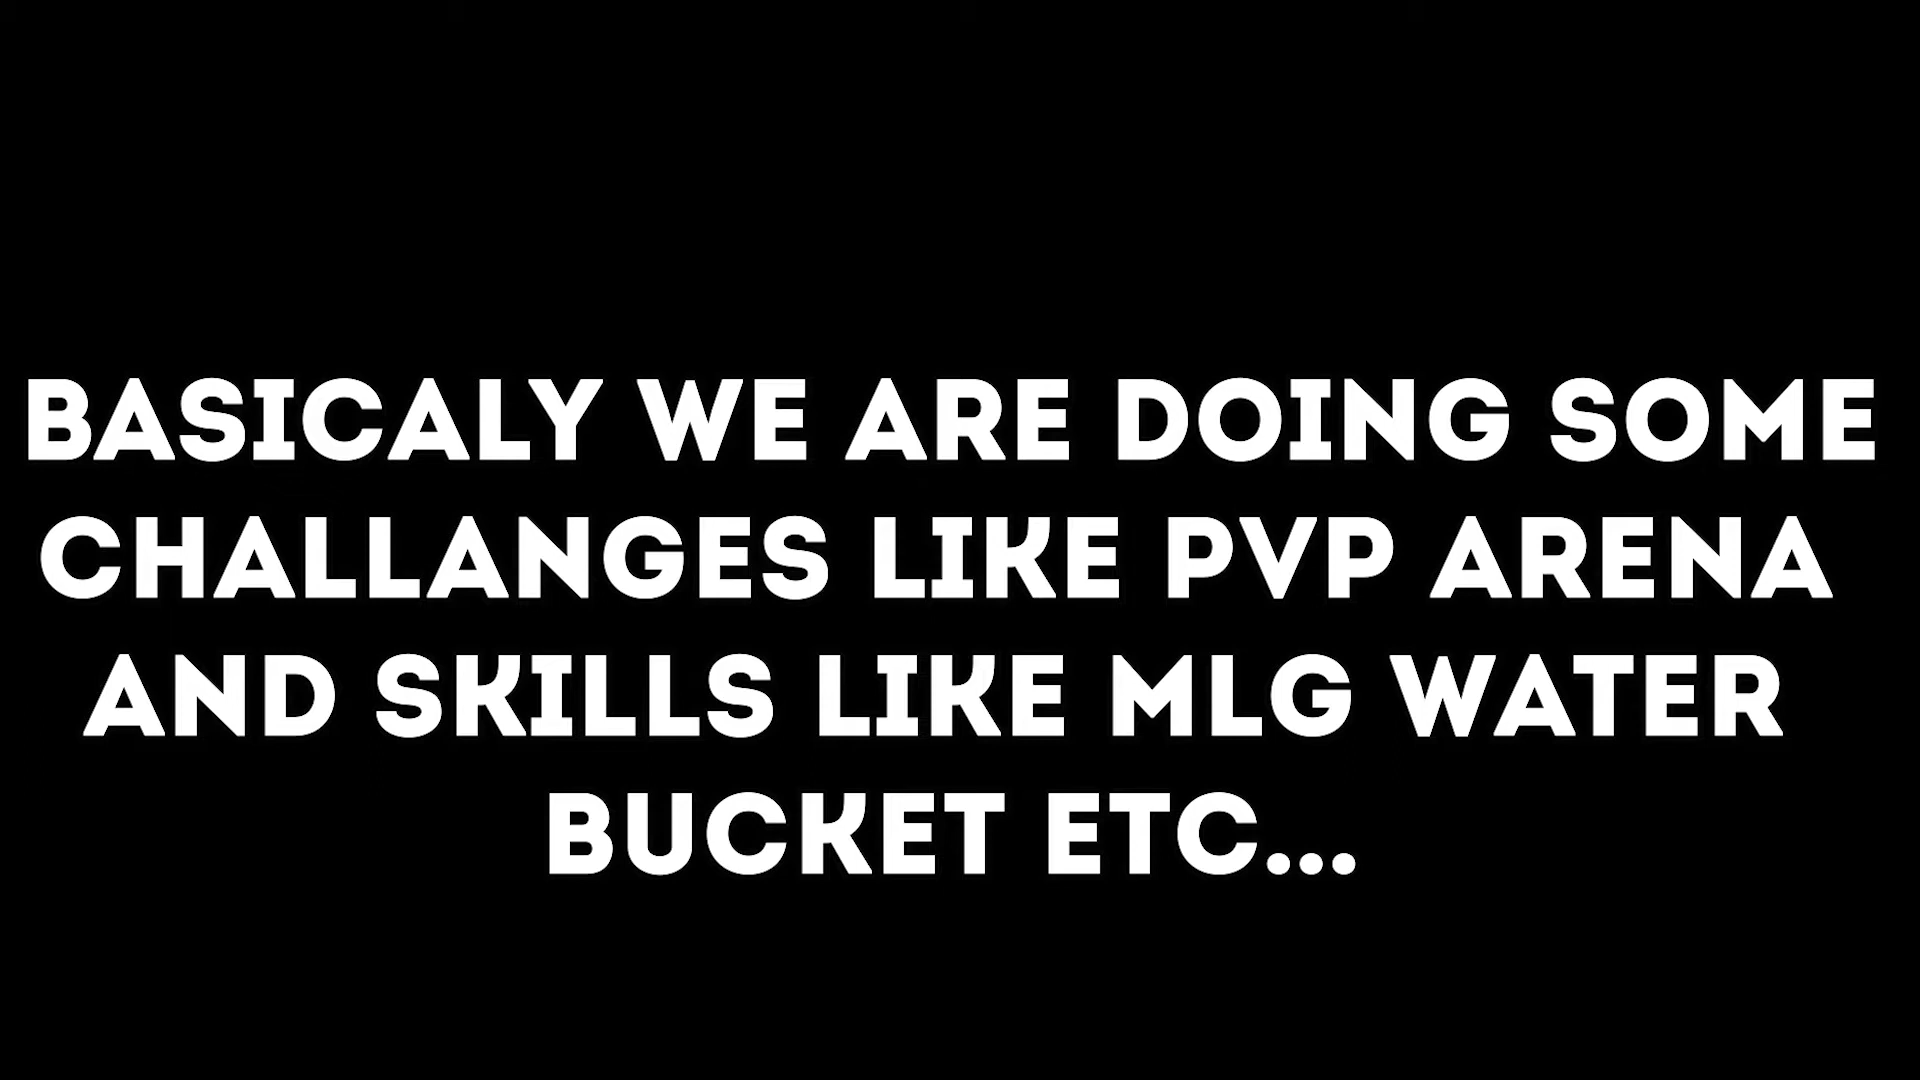 BASICALY WE ARE DOING SOME
CHALLANGES LIKE PVP ARENA
AND SKILLS LIKE MLG WATER
BUCKET ETC...